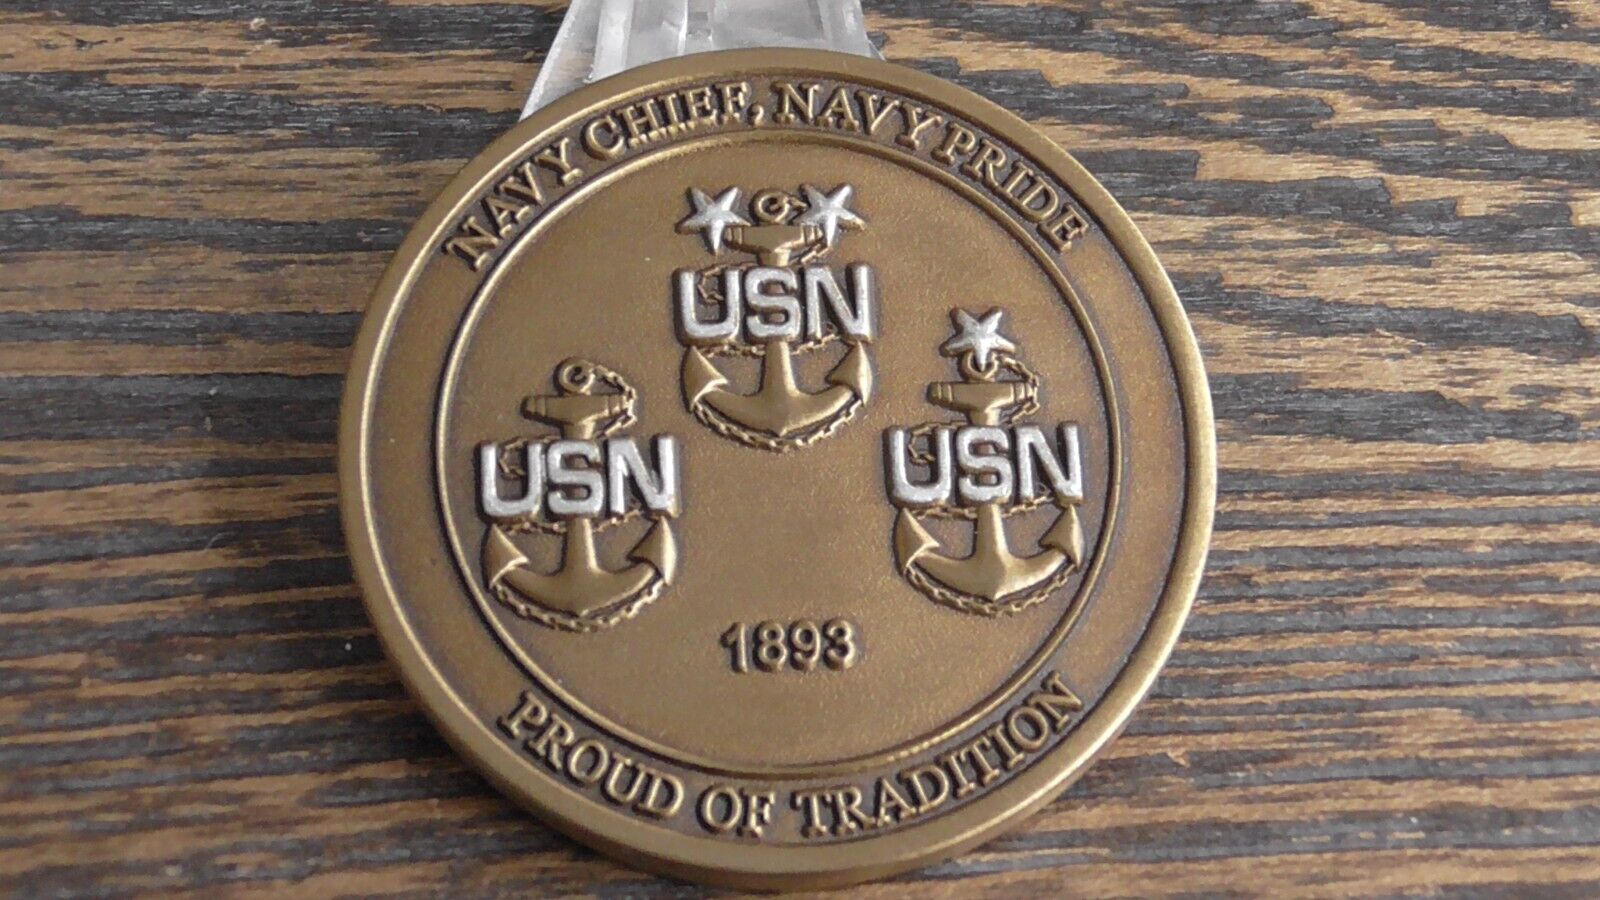 NAVY CHIEF, NAVY PRIDE
USN
USN
USN
1893
PROUD OF TRADITION